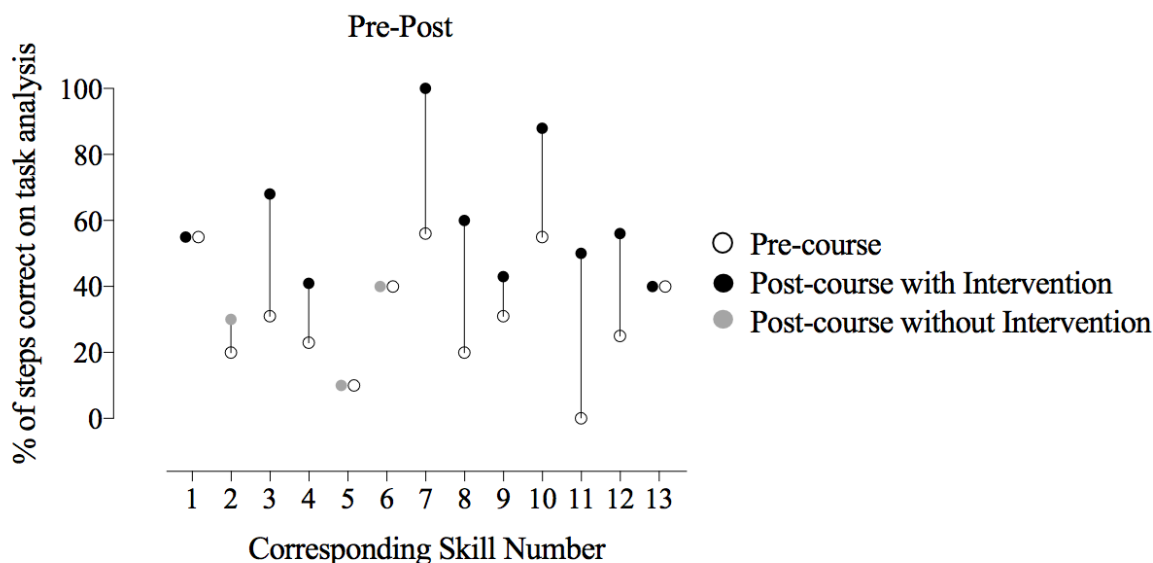 Pre-Post
% of steps correct on task analysis
100
80
60
40
20
0
1 2 3 4 5 6 7 8 9 10 11 12 13
Corresponding Skill Number
Pre-course
Post-course with Intervention
Post-course without Intervention